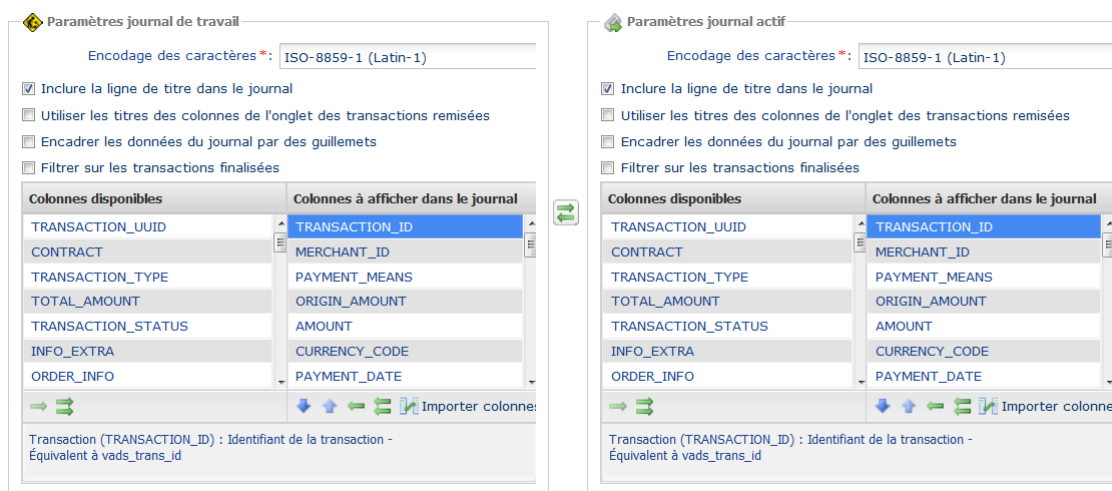 Paramètres journal de travail
Encodage des caractères*: ISO-8859-1 (Latin-1)
Inclure la ligne de titre dans le journal
Utiliser les titres des colonnes de l'onglet des transactions remisées
Encadrer les données du journal par des guillemets
Filtrer sur les transactions finalisées
Colonnes disponibles Colonnes à afficher dans le journal
TRANSACTION_UUID TRANSACTION_ID
CONTRACT MERCHANT_ID
TRANSACTION_TYPE PAYMENT_MEANS
TOTAL_AMOUNT ORIGIN_AMOUNT
TRANSACTION_STATUS AMOUNT
INFO_EXTRA CURRENCY_CODE
ORDER_INFO PAYMENT_DATE
Importer colonnes
Transaction (TRANSACTION_ID) : Identifiant de la transaction -
Équivalent à vads_trans_id
Paramètres journal actif
Encodage des caractères*: ISO-8859-1 (Latin-1)
Inclure la ligne de titre dans le journal
Utiliser les titres des colonnes de l'onglet des transactions remisées
Encadrer les données du journal par des guillemets
Filtrer sur les transactions finalisées
Colonnes disponibles Colonnes à afficher dans le journal
TRANSACTION_UUID TRANSACTION_ID
CONTRACT MERCHANT_ID
TRANSACTION_TYPE PAYMENT_MEANS
TOTAL_AMOUNT ORIGIN_AMOUNT
TRANSACTION_STATUS AMOUNT
INFO_EXTRA CURRENCY_CODE
ORDER_INFO PAYMENT_DATE
Importer colonne
Transaction (TRANSACTION_ID) : Identifiant de la transaction -
Équivalent à vads_trans_id